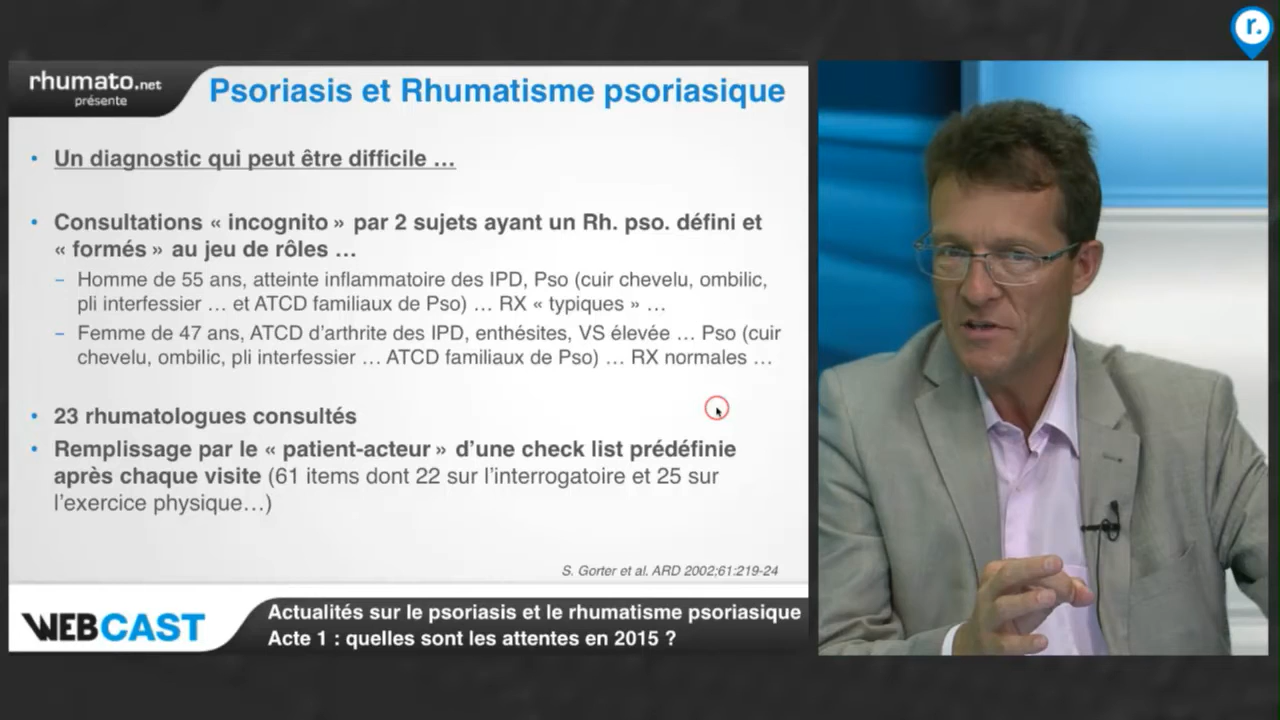 r.
rhumato.net
présente
Psoriasis et Rhumatisme psoriasique
• Un diagnostic qui peut être difficile …
• Consultations « incognito » par 2 sujets ayant un Rh. pso. défini et
« formés » au jeu de rôles …
– Homme de 55 ans, atteinte inflammatoire des IPD, Pso (cuir chevelu, ombilic,
pli interfessier … et ATCD familiaux de Pso) … RX « typiques » …
– Femme de 47 ans, ATCD d’arthrite des IPD, enthésites, VS élevée … Pso (cuir
chevelu, ombilic, pli interfessier … ATCD familiaux de Pso) … RX normales …
• 23 rhumatologues consultés
• Remplissage par le « patient-acteur » d’une check list prédéfinie
après chaque visite (61 items dont 22 sur l’interrogatoire et 25 sur
l’exercice physique…)
S. Gorter et al. ARD 2002;61:219-24
WEBCAST
Actualités sur le psoriasis et le rhumatisme psoriasique
Acte 1 : quelles sont les attentes en 2015 ?